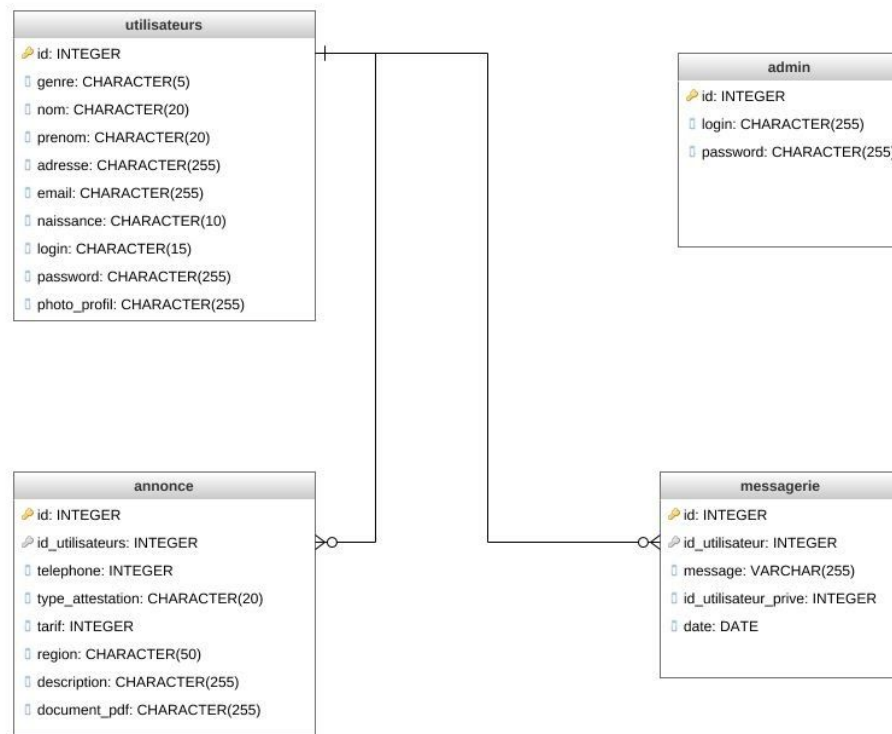 utilisateurs
id: INTEGER
genre: CHARACTER(5)
nom: CHARACTER(20)
prenom: CHARACTER(20)
adresse: CHARACTER(255)
email: CHARACTER(255)
naissance: CHARACTER(10)
login: CHARACTER(15)
password: CHARACTER(255)
photo_profil: CHARACTER(255)
admin
id: INTEGER
login: CHARACTER(255)
password: CHARACTER(255)
annonce
id: INTEGER
id_utilisateurs: INTEGER
telephone: INTEGER
type_attestation: CHARACTER(20)
tarif: INTEGER
region: CHARACTER(50)
description: CHARACTER(255)
document_pdf: CHARACTER(255)
messagerie
id: INTEGER
id_utilisateur: INTEGER
message: VARCHAR(255)
id_utilisateur_prive: INTEGER
date: DATE